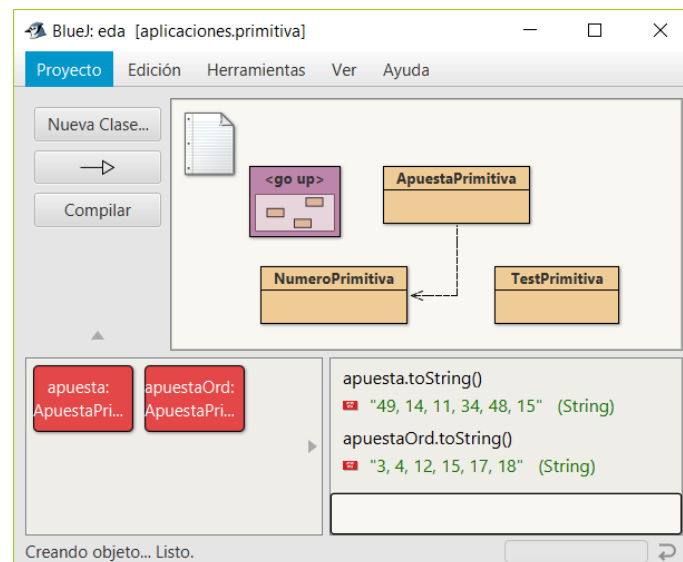 BlueJ: eda [aplicaciones.primitiva]
Proyecto Edición Herramientas Ver Ayuda
Nueva Clase...
Compilar
<go up>
ApuestaPrimitiva
NumeroPrimitiva
TestPrimitiva
apuesta:
ApuestaPri...
apuestaOrd:
ApuestaPri...
apuesta.toString()
"49, 14, 11, 34, 48, 15" (String)
apuestaOrd.toString()
"3, 4, 12, 15, 17, 18" (String)
Creando objeto... Listo.